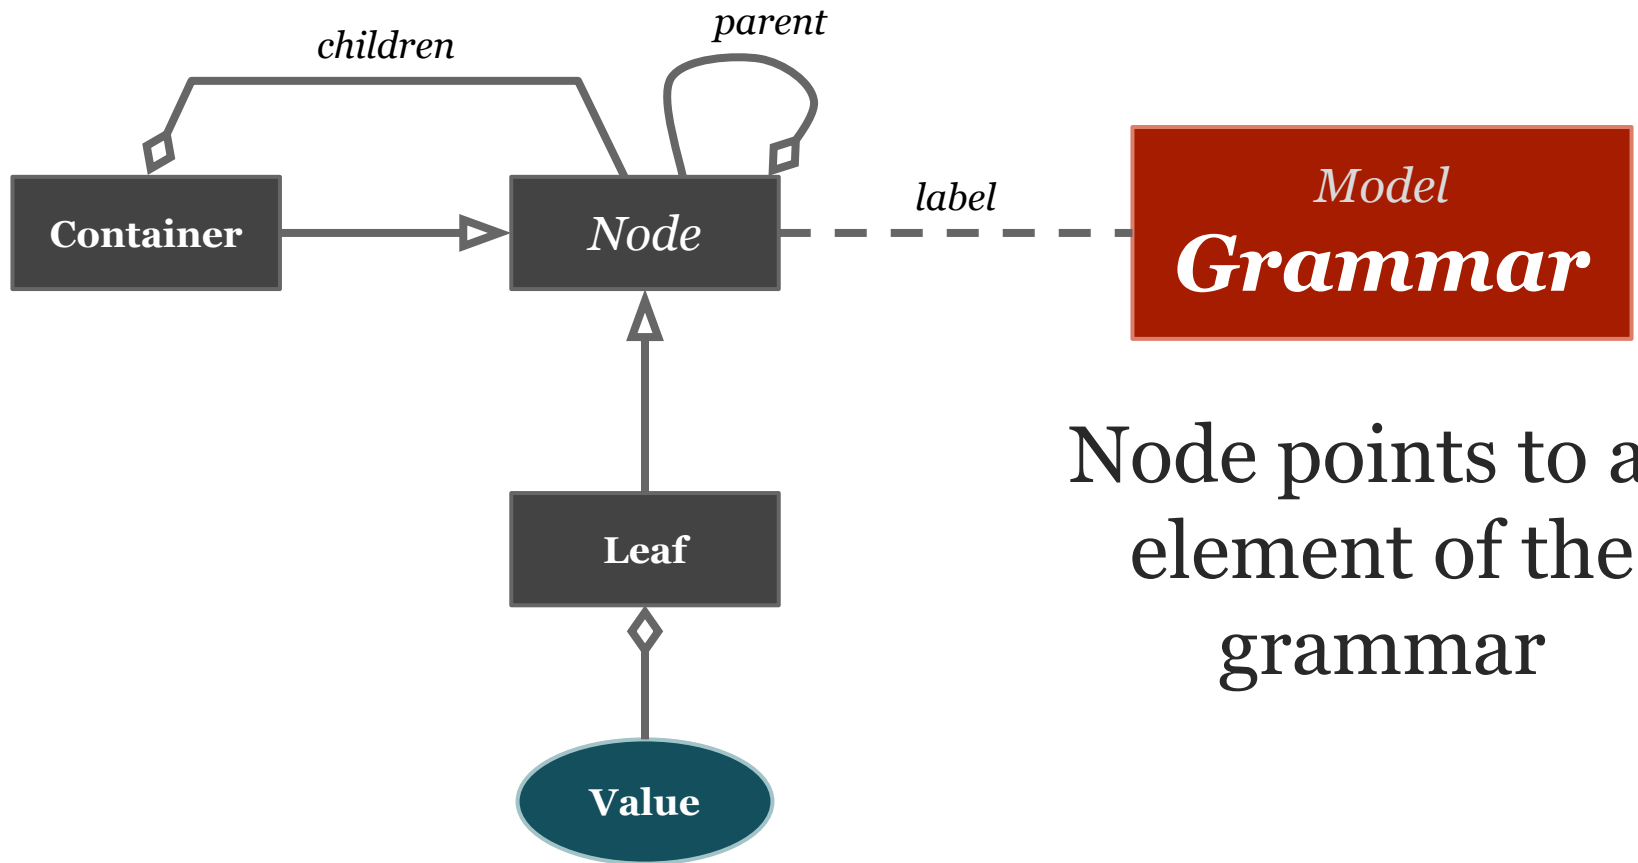 parent
children
Container
Node
label
Model
Grammar
Node points to a
element of the
grammar
Leaf
Value